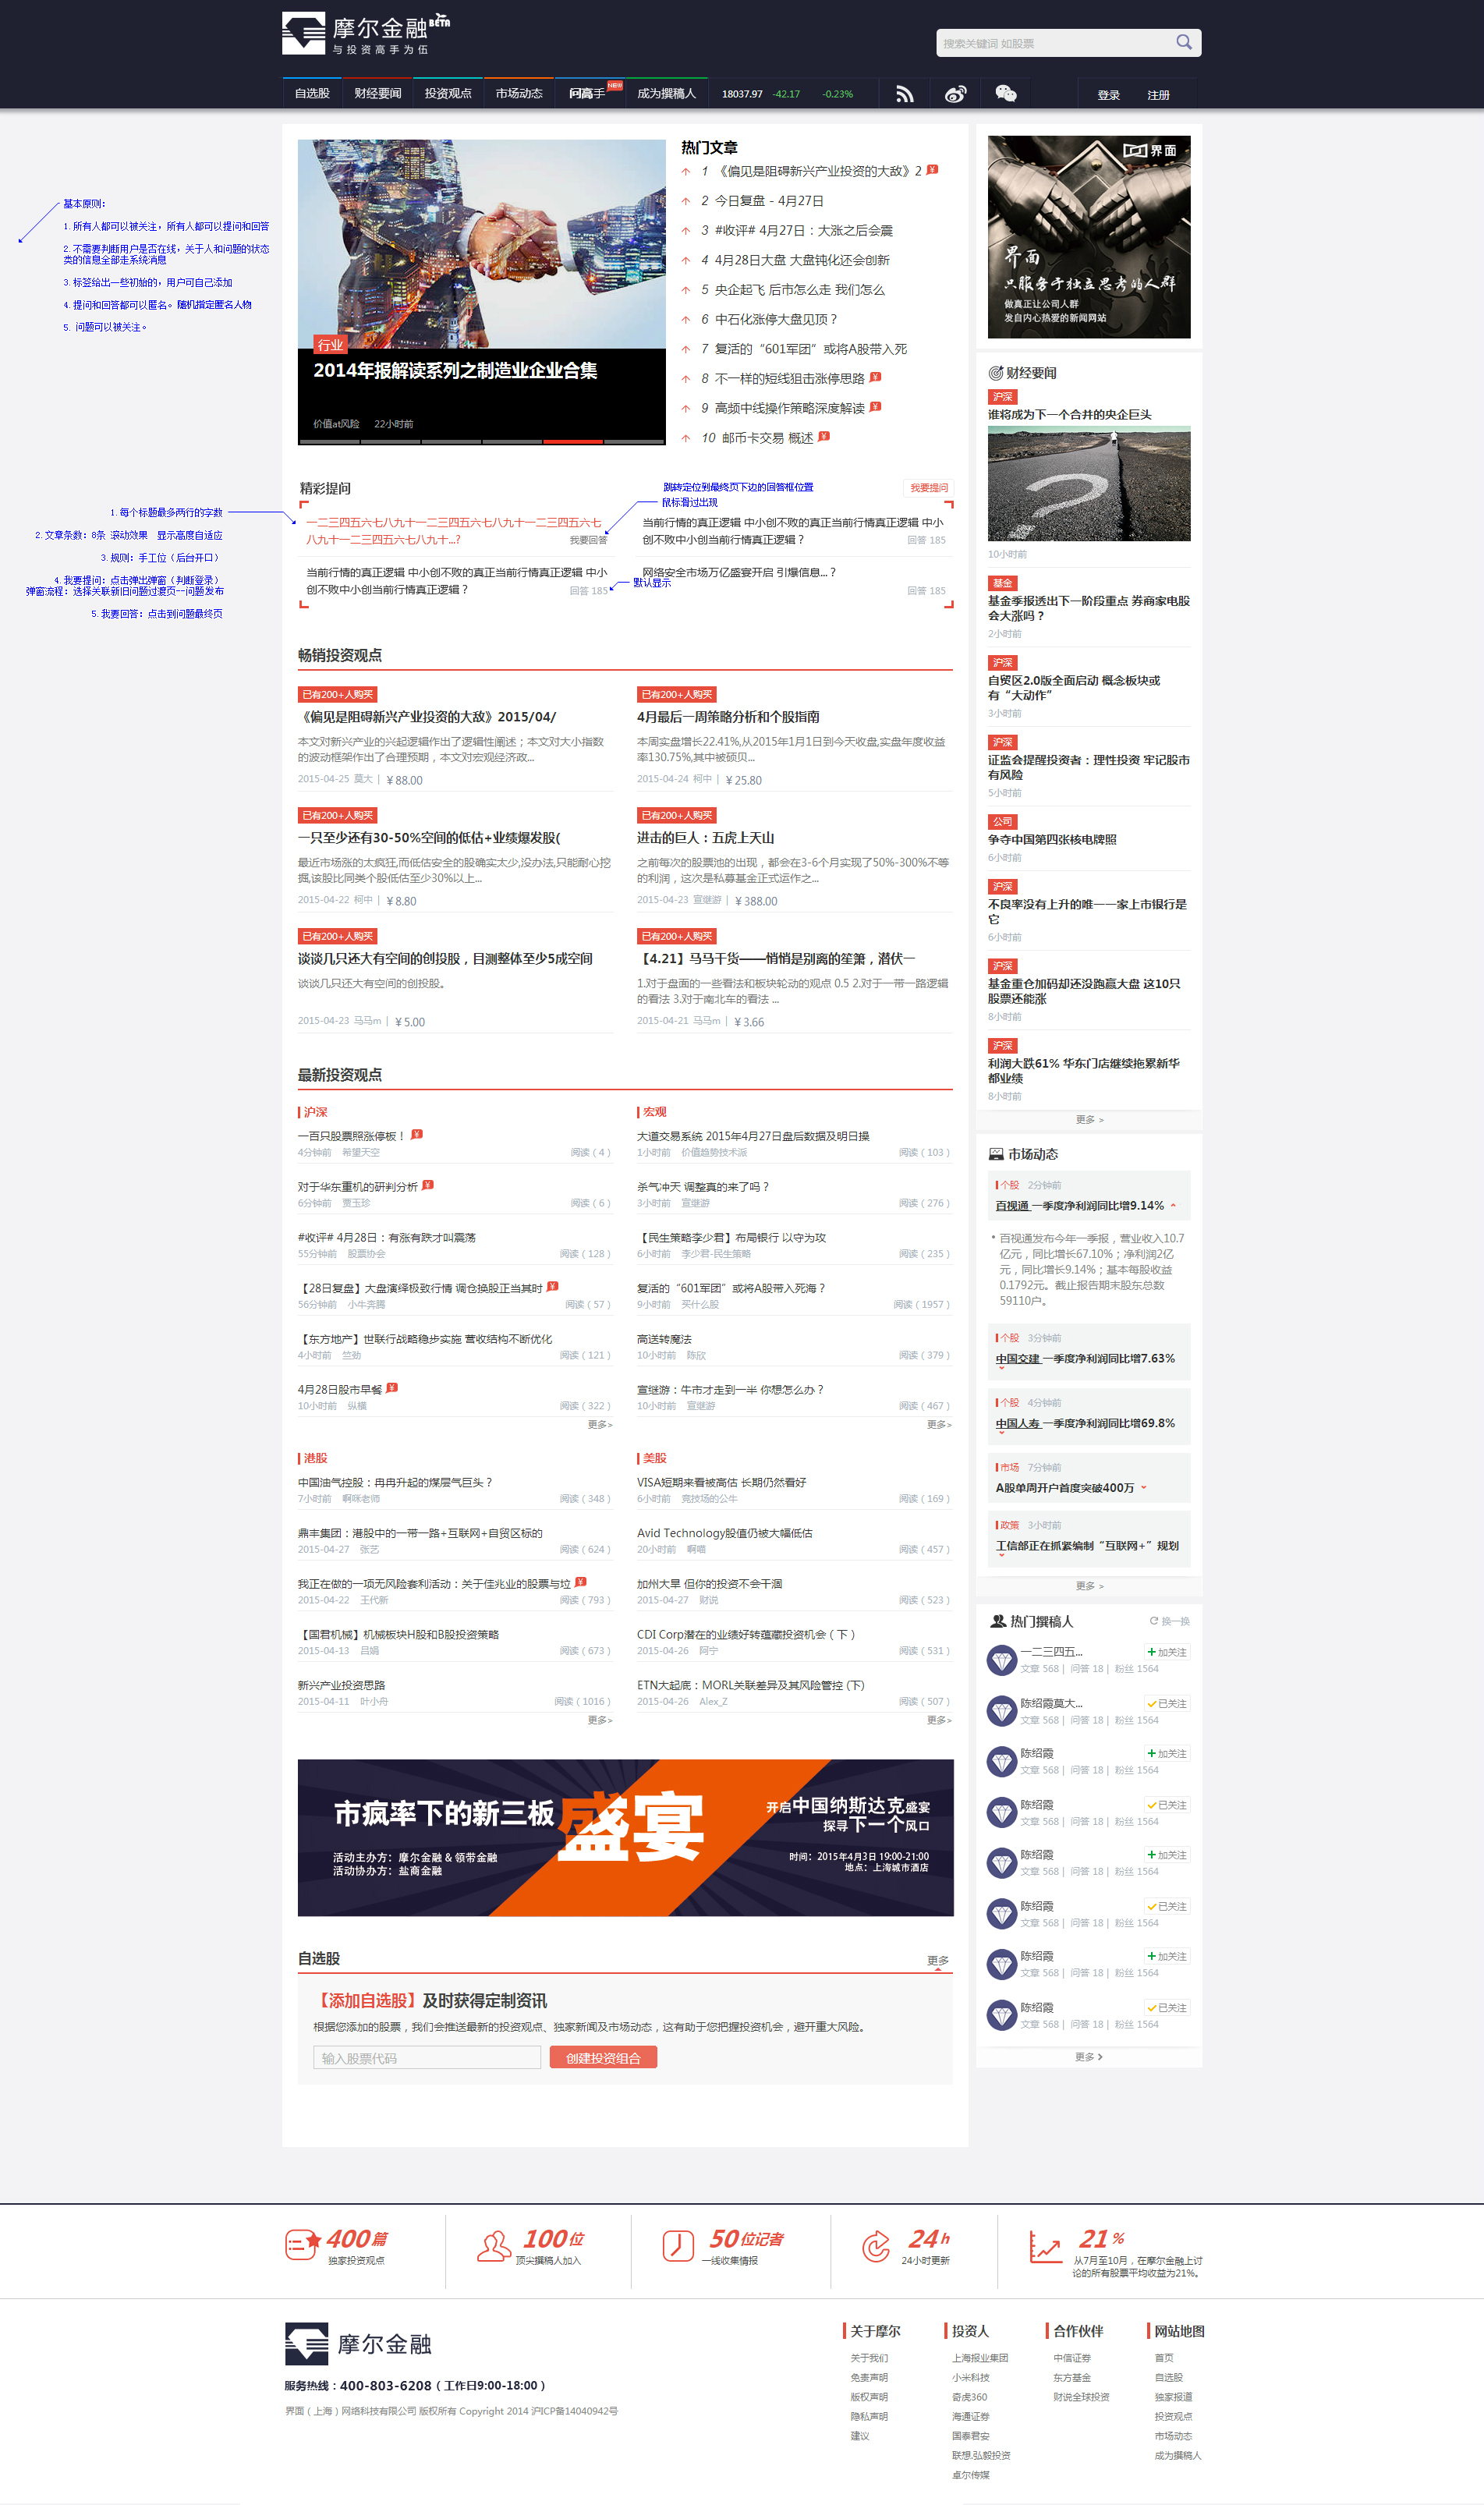 摩尔金融BETA
与投资高手为伍
搜索关键词 如股票
自选股 财经要闻 投资观点 市场动态 问高手 NEW 成为撰稿人 18037.97 -42.17 -0.23% 登录 注册
基本原则：
1. 所有人都可以被关注，所有人都可以提问和回答
2. 不需要判断用户是否在线，关于人和问题的状态
类的信息全部走系统消息
3. 标签给出一些初始的，用户可自己添加
4. 提问和回答都可以匿名。随机指定匿名人物
5. 问题可以被关注。
行业
2014年报解读系列之制造业企业合集
价值at风险 22小时前
热门文章
1 《偏见是阻碍新兴产业投资的大敌》2
2 今日复盘 - 4月27日
3 #收评# 4月27日：大涨之后会震
4 4月28日大盘 大盘钝化还会创新
5 央企起飞 后市怎么走 我们怎么
6 中石化涨停大盘见顶？
7 复活的“601军团”或将A股带入死
8 不一样的短线狙击涨停思路
9 高频中线操作策略深度解读
10 邮币卡交易 概述
1. 每个标题最多两行的字数
2. 文章条数：8条 滚动效果 显示高度自适应
3. 规则：手工位（后台开口）
4. 我要提问：点击弹出弹窗（判断登录）
弹窗流程：选择关联新旧问题过渡页--问题发布
5. 我要回答：点击到问题最终页
精彩提问
跳转定位到最终页下边的回答框位置
鼠标滑过出现
我要提问
一二三四五六七八九十一二三四五六七八九十一二三四五六七
八九十一二三四五六七八九十...?
我要回答
当前行情的真正逻辑 中小创不败的真正当前行情真正逻辑 中小
创不败中小创当前行情真正逻辑？
回答 185
当前行情的真正逻辑 中小创不败的真正当前行情真正逻辑 中小
创不败中小创当前行情真正逻辑？
回答 185
默认显示
网络安全市场万亿盛宴开启 引爆信息...？
回答 185
畅销投资观点
已有200+人购买
《偏见是阻碍新兴产业投资的大敌》2015/04/
本文对新兴产业的兴起逻辑作出了逻辑性阐述；本文对大小指数
的波动框架作出了合理预期，本文对宏观经济政...
2015-04-25 莫大 | ￥88.00
已有200+人购买
4月最后一周策略分析和个股指南
本周实盘增长22.41%,从2015年1月1日到今天收盘,实盘年度收益
率130.75%,其中被硕贝...
2015-04-24 柯中 | ￥25.80
已有200+人购买
一只至少还有30-50%空间的低估+业绩爆发股(
最近市场涨的太疯狂,而低估安全的股确实太少,没办法,只能耐心挖
掘,该股比同类个股低估至少30%以上...
2015-04-22 柯中 | ￥8.80
已有200+人购买
进击的巨人：五虎上天山
之前每次的股票池的出现，都会在3-6个月实现了50%-300%不等
的利润，这次是私募基金正式运作之...
2015-04-23 宣继游 | ￥388.00
已有200+人购买
谈谈几只还大有空间的创投股，目测整体至少5成空间
谈谈几只还大有空间的创投股。
2015-04-23 马马m | ￥5.00
已有200+人购买
【4.21】马马干货——悄悄是别离的笙箫，潜伏一
1.对于盘面的一些看法和板块轮动的观点 0.5 2.对于一带一路逻辑
的看法 3.对于南北车的看法 ...
2015-04-21 马马m | ￥3.66
最新投资观点
沪深
一百只股票照涨停板！
4分钟前 希望天空 阅读（4）
对于华东重机的研判分析
6分钟前 贾玉珍 阅读（6）
#收评# 4月28日：有涨有跌才叫震荡
55分钟前 股票协会 阅读（128）
【28日复盘】大盘演绎极致行情 调仓换股正当其时
56分钟前 小牛奔腾 阅读（57）
【东方地产】世联行战略稳步实施 营收结构不断优化
4小时前 竺劲 阅读（121）
4月28日股市早餐
10小时前 纵横 阅读（322）
更多>
宏观
大道交易系统 2015年4月27日盘后数据及明日操
1小时前 价值趋势技术派 阅读（103）
杀气冲天 调整真的来了吗？
3小时前 宣继游 阅读（276）
【民生策略李少君】布局银行 以守为攻
6小时前 李少君-民生策略 阅读（235）
复活的“601军团”或将A股带入死海？
9小时前 买什么股 阅读（1957）
高送转魔法
10小时前 陈欣 阅读（379）
宣继游：牛市才走到一半 你想怎么办？
10小时前 宣继游 阅读（467）
更多>
港股
中国油气控股：冉冉升起的煤层气巨头？
7小时前 啊咪老师 阅读（348）
鼎丰集团：港股中的一带一路+互联网+自贸区标的
2015-04-27 张艺 阅读（624）
我正在做的一项无风险套利活动：关于佳兆业的股票与垃
2015-04-22 王代新 阅读（793）
【国君机械】机械板块H股和B股投资策略
2015-04-13 吕娟 阅读（673）
新兴产业投资思路
2015-04-11 叶小舟 阅读（1016）
更多>
美股
VISA短期来看被高估 长期仍然看好
6小时前 竞技场的公牛 阅读（169）
Avid Technology股值仍被大幅低估
20小时前 啊喵 阅读（457）
加州大旱 但你的投资不会干涸
2015-04-27 财说 阅读（523）
CDI Corp潜在的业绩好转蕴藏投资机会（下）
2015-04-26 阿宁 阅读（531）
ETN大起底：MORL关联差异及其风险管控 (下)
2015-04-26 Alex_Z 阅读（507）
更多>
市疯率下的新三板盛宴
开启中国纳斯达克盛宴
探寻下一个风口
活动主办方：摩尔金融 & 领带金融
活动协办方：盐商金融
时间：2015年4月3日 19:00-21:00
地点：上海城市酒店
自选股 更多
【添加自选股】及时获得定制资讯
根据您添加的股票，我们会推送最新的投资观点、独家新闻及市场动态，这有助于您把握投资机会，避开重大风险。
输入股票代码 创建投资组合
界面
界面
只服务于独立思考的人群
做真正让公司人群
发自内心热爱的新闻网站
财经要闻
沪深
谁将成为下一个合并的央企巨头
10小时前
基金
基金季报透出下一阶段重点 券商家电股
会大涨吗？
2小时前
沪深
自贸区2.0版全面启动 概念板块或
有“大动作”
3小时前
沪深
证监会提醒投资者：理性投资 牢记股市
有风险
5小时前
公司
争夺中国第四张核电牌照
6小时前
沪深
不良率没有上升的唯一一家上市银行是
它
6小时前
沪深
基金重仓加码却还没跑赢大盘 这10只
股票还能涨
8小时前
沪深
利润大跌61% 华东门店继续拖累新华
都业绩
8小时前
更多 >
市场动态
个股 2分钟前
百视通 一季度净利润同比增9.14%
百视通发布今年一季报，营业收入10.7
亿元，同比增长67.10%；净利润2亿
元，同比增长9.14%；基本每股收益
0.1792元。截止报告期末股东总数
59110户。
个股 3分钟前
中国交建 一季度净利润同比增7.63%
个股 4分钟前
中国人寿 一季度净利润同比增69.8%
市场 7分钟前
A股单周开户首度突破400万
政策 3小时前
工信部正在抓紧编制“互联网+”规划
更多 >
热门撰稿人 换一换
一二三四五... 加关注
文章 568 | 问答 18 | 粉丝 1564
陈绍霞莫大... 已关注
文章 568 | 问答 18 | 粉丝 1564
陈绍霞 加关注
文章 568 | 问答 18 | 粉丝 1564
陈绍霞 已关注
文章 568 | 问答 18 | 粉丝 1564
陈绍霞 加关注
文章 568 | 问答 18 | 粉丝 1564
陈绍霞 已关注
文章 568 | 问答 18 | 粉丝 1564
陈绍霞 加关注
文章 568 | 问答 18 | 粉丝 1564
陈绍霞 已关注
文章 568 | 问答 18 | 粉丝 1564
更多
400篇
独家投资观点
100位
顶尖撰稿人加入
50位记者
一线收集情报
24h
24小时更新
21%
从7月至10月，在摩尔金融上讨
论的所有股票平均收益为21%。
摩尔金融
服务热线：400-803-6208（工作日9:00-18:00）
界面（上海）网络科技有限公司 版权所有 Copyright 2014 沪ICP备14040942号
关于摩尔
关于我们
免责声明
版权声明
隐私声明
建议
投资人
上海报业集团
小米科技
奇虎360
海通证券
国泰君安
联想.弘毅投资
卓尔传媒
合作伙伴
中信证券
东方基金
财说全球投资
网站地图
首页
自选股
独家报道
投资观点
市场动态
成为撰稿人